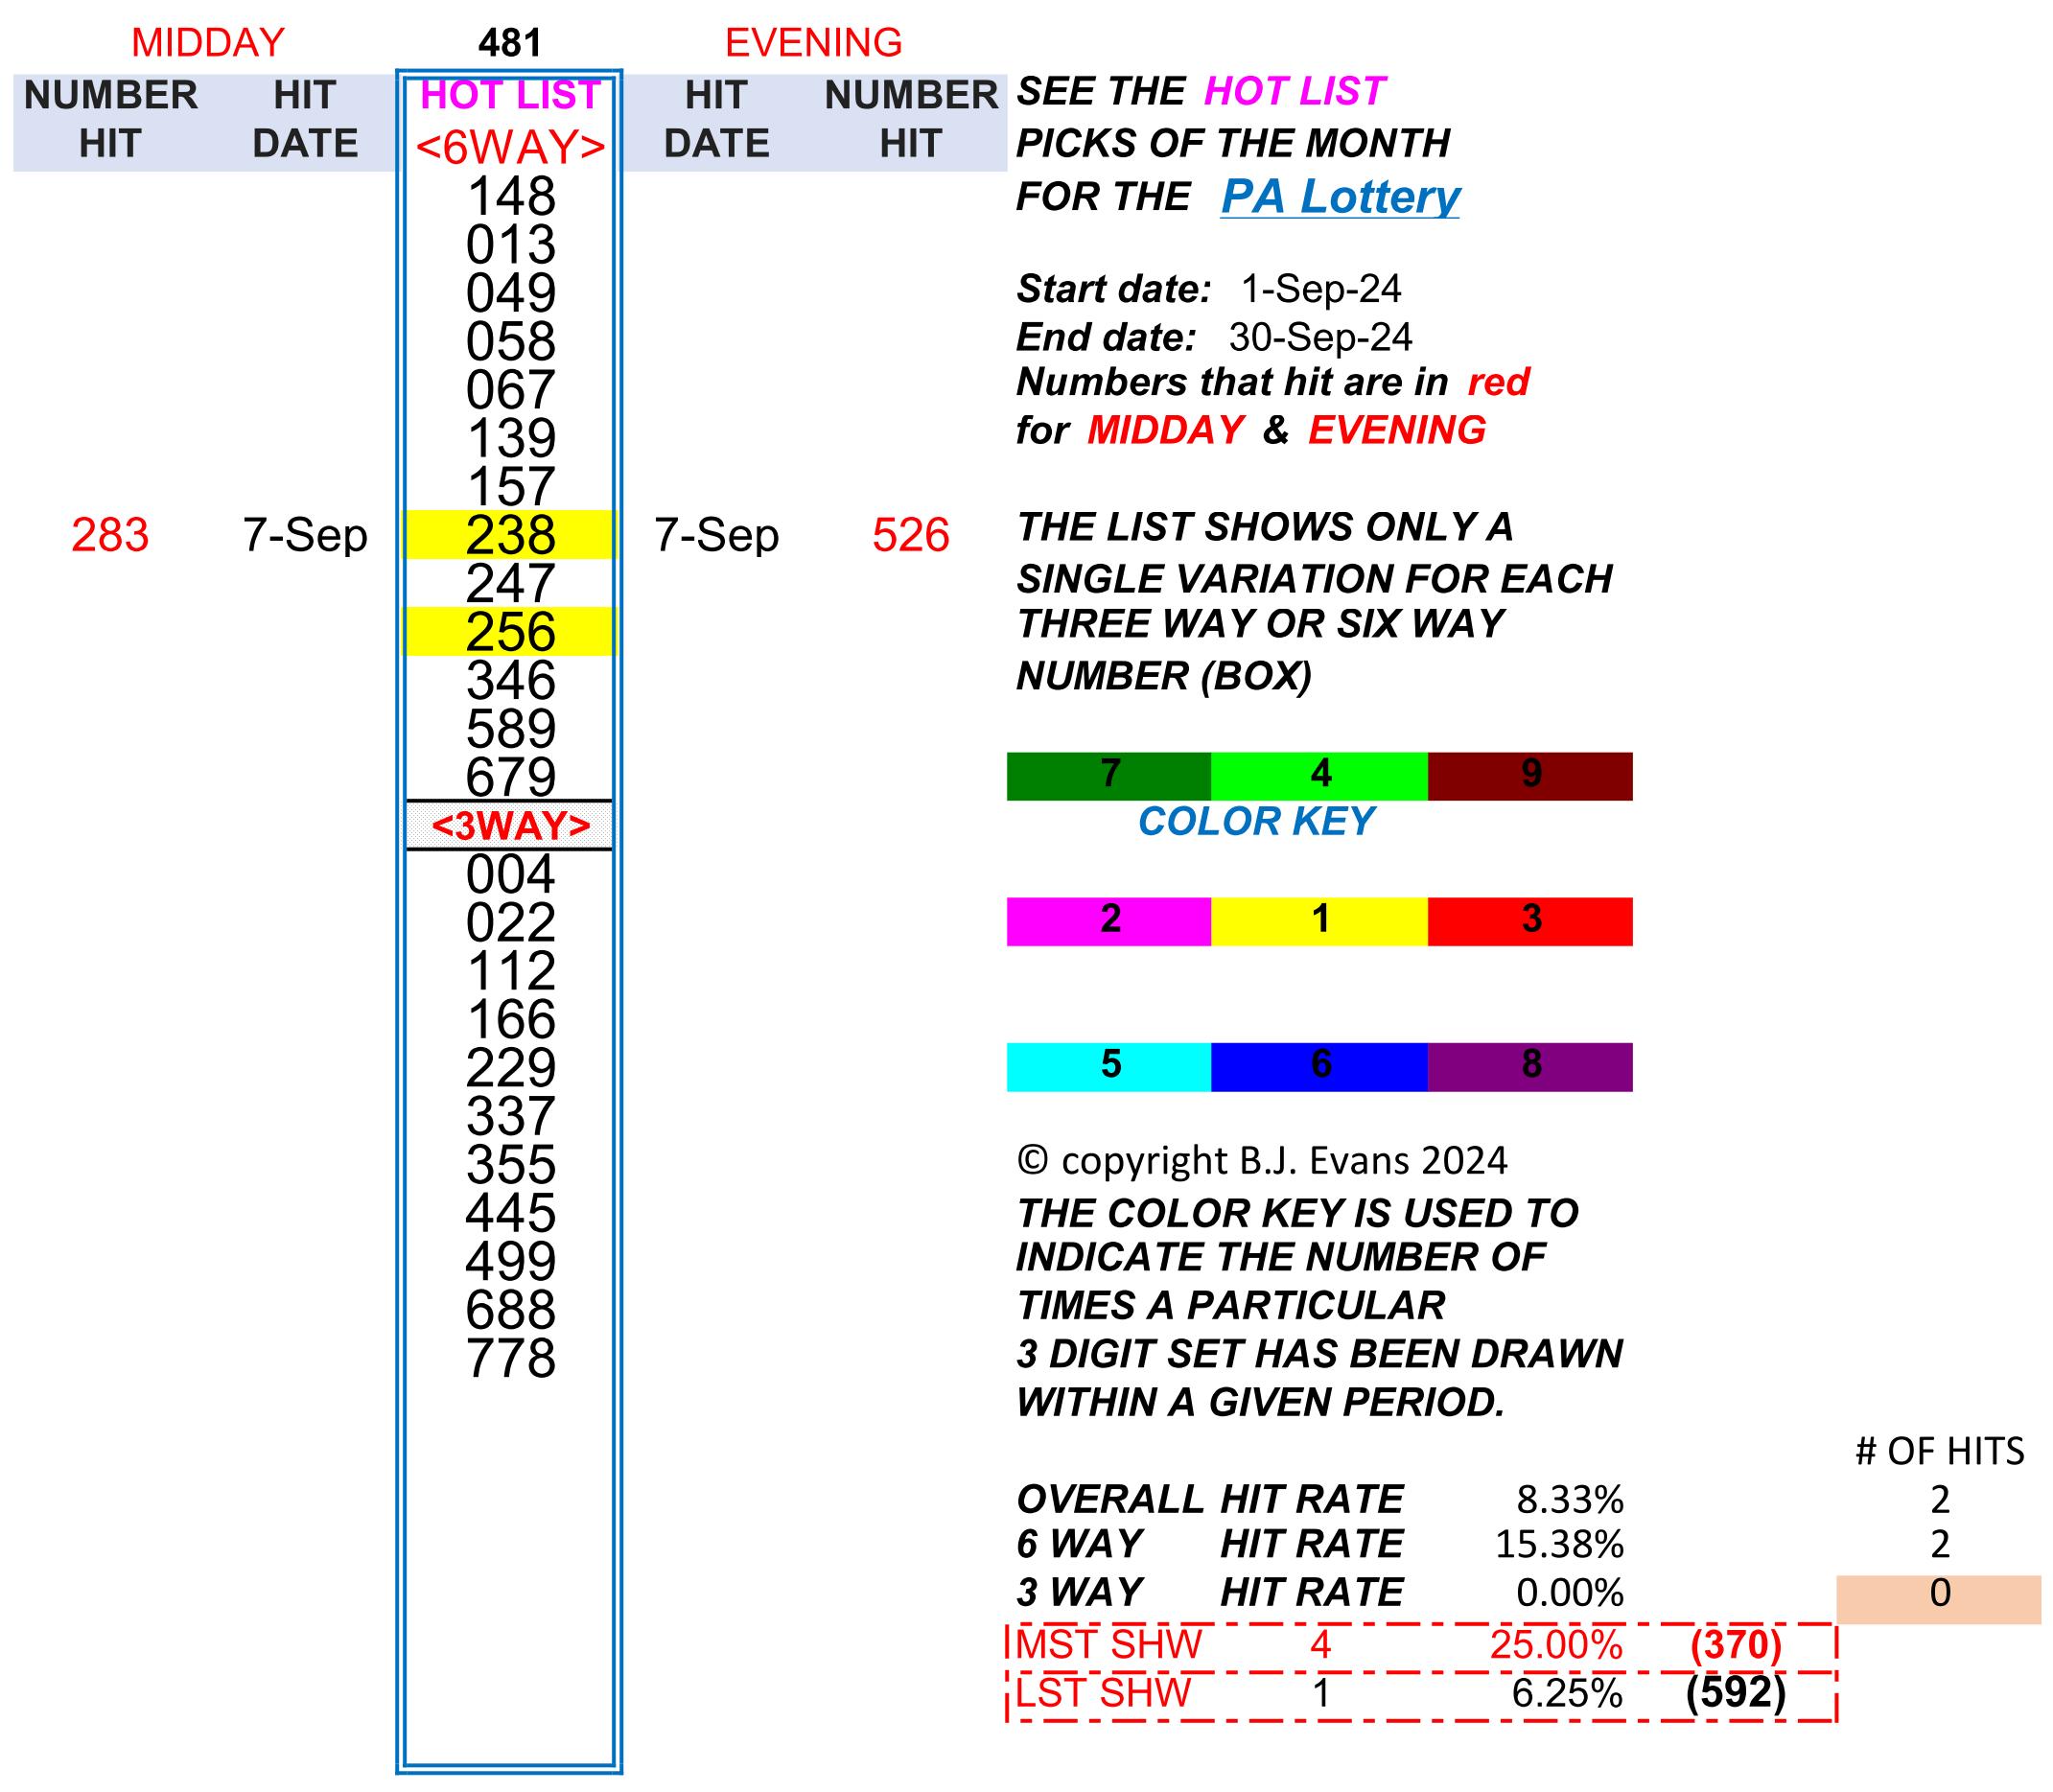 MIDDAY 481 EVENING
NUMBER HIT HOT LIST HIT NUMBER
HIT DATE <6WAY> DATE HIT
148
013
049
058
067
139
157
283 7-Sep 238 7-Sep 526
247
256
346
589
679
<3WAY>
004
022
112
166
229
337
355
445
499
688
778
SEE THE HOT LIST
PICKS OF THE MONTH
FOR THE PA Lottery
Start date: 1-Sep-24
End date: 30-Sep-24
Numbers that hit are in red
for MIDDAY & EVENING
THE LIST SHOWS ONLY A
SINGLE VARIATION FOR EACH
THREE WAY OR SIX WAY
NUMBER (BOX)
7 4 9
COLOR KEY
2 1 3
5 6 8
© copyright B.J. Evans 2024
THE COLOR KEY IS USED TO
INDICATE THE NUMBER OF
TIMES A PARTICULAR
3 DIGIT SET HAS BEEN DRAWN
WITHIN A GIVEN PERIOD.
# OF HITS
OVERALL HIT RATE 8.33% 2
6 WAY HIT RATE 15.38% 2
3 WAY HIT RATE 0.00% 0
MST SHW 4 25.00% (370)
LST SHW 1 6.25% (592)